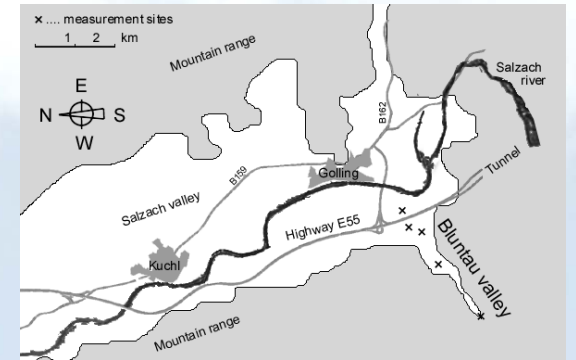 × .... measurement sites
1 2 km
Mountain range
E
N S
W
Salzach
river
B162
Tunnel
B159
Golling
Salzach valley
Highway E55
Bluntau valley
Kuchl
Mountain range